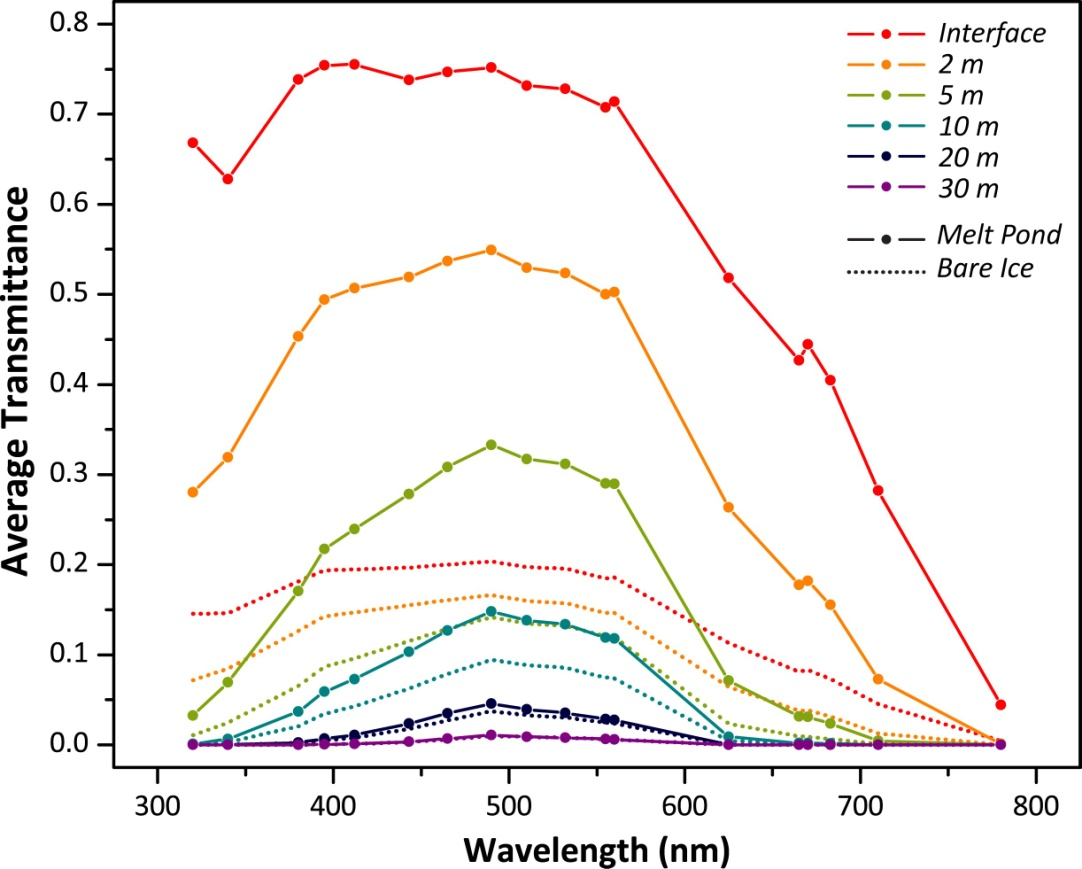 0.8
0.7
0.6
0.5
0.4
0.3
0.2
0.1
0.0
Average Transmittance
Interface
2 m
5 m
10 m
20 m
30 m
Melt Pond
Bare Ice
300 400 500 600 700 800
Wavelength (nm)